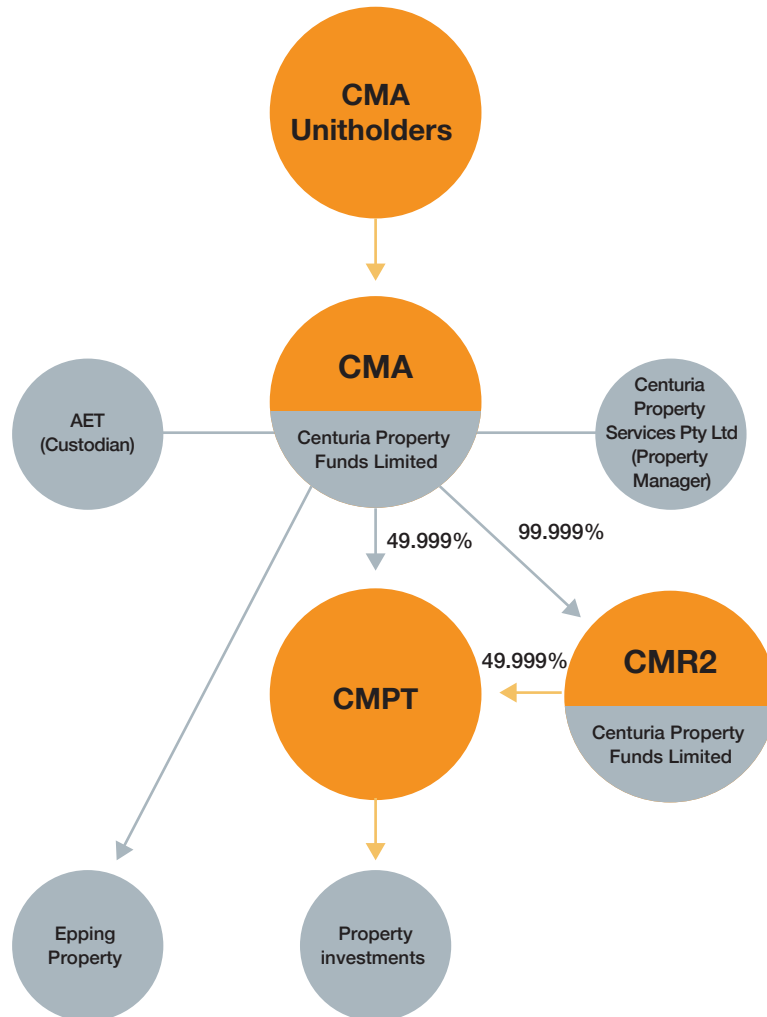 CMA
Unitholders
CMA
Centuria Property
Funds Limited
AET
(Custodian)
Centuria
Property
Services Pty Ltd
(Property
Manager)
49.999%
99.999%
49.999%
CMPT
CMR2
Centuria Property
Funds Limited
Epping
Property
Property
investments